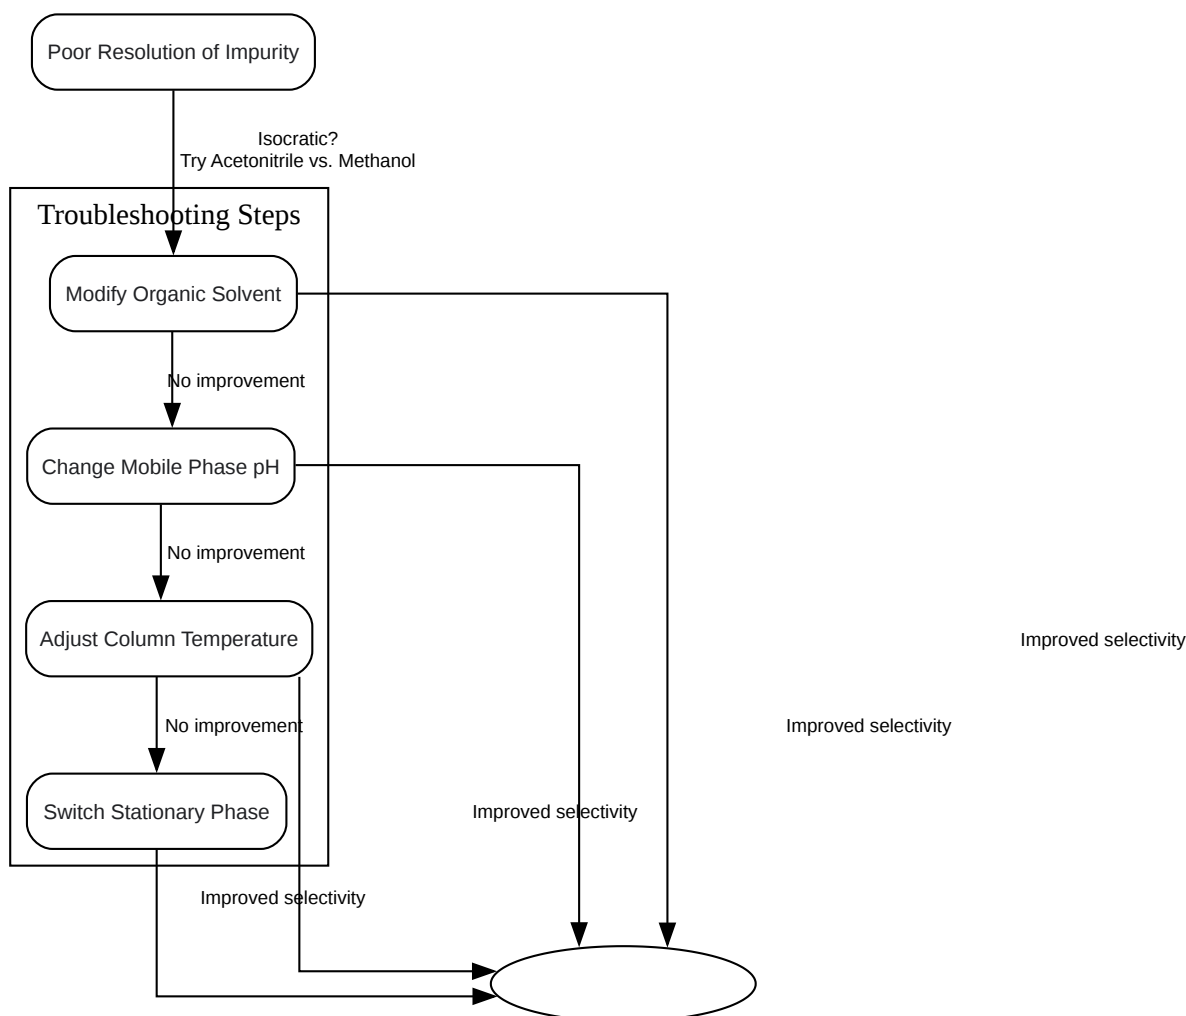 Poor Resolution of Impurity
Isocratic?
Try Acetonitrile vs. Methanol
Troubleshooting Steps
Modify Organic Solvent
No improvement
Change Mobile Phase pH
No improvement
Adjust Column Temperature
Improved selectivity
No improvement
Improved selectivity
Switch Stationary Phase
Improved selectivity
Improved selectivity